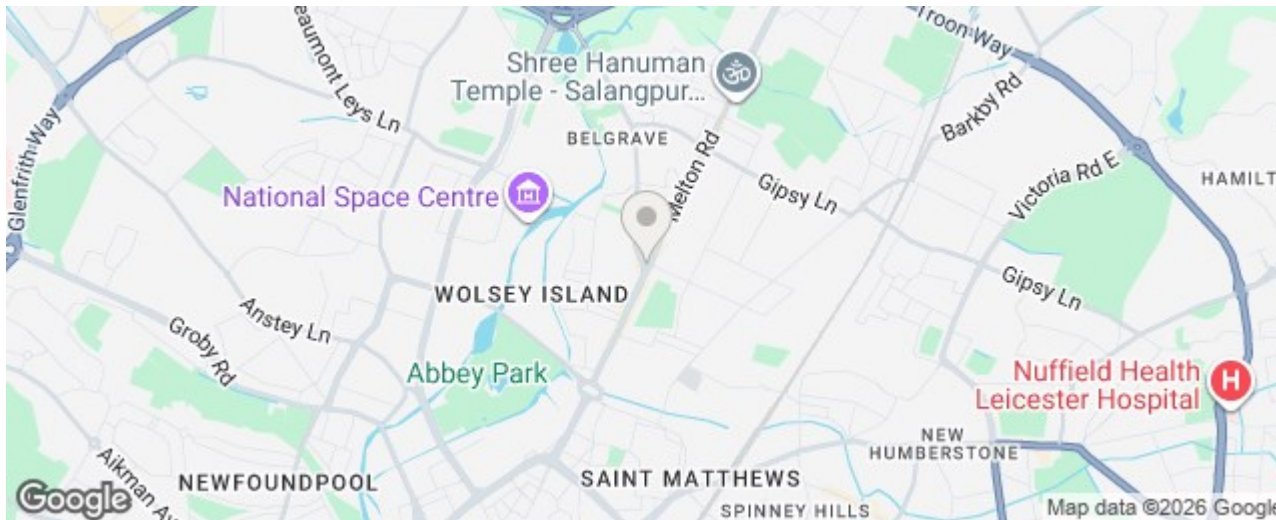 eaumont Leys Ln
Troon Way
Shree Hanuman
Temple - Salangpur...
Barkby Rd
BELGRAVE
Melton Rd
Glenfrith Way
National Space Centre
Gipsy Ln
Victoria Rd E
HAMILT
WOLSEY ISLAND
Gipsy Ln
Anstey Ln
Groby Rd
Abbey Park
Nuffield Health
Leicester Hospital
H
NEW
HUMBERSTONE
Aikman Av
NEWFOUNDPOOL
SAINT MATTHEWS
SPINNEY HILLS
Google
Map data ©2026 Google